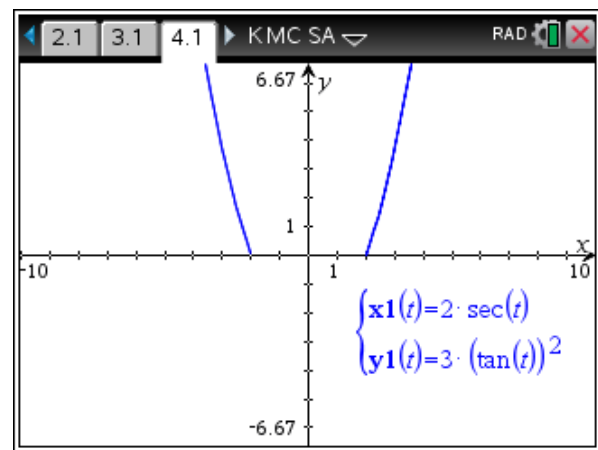 2.1 3.1 4.1 KMC SA RAD
6.67 y
1
x
-10 1 10
x1(t)=2·sec(t)
y1(t)=3·(tan(t))²
-6.67